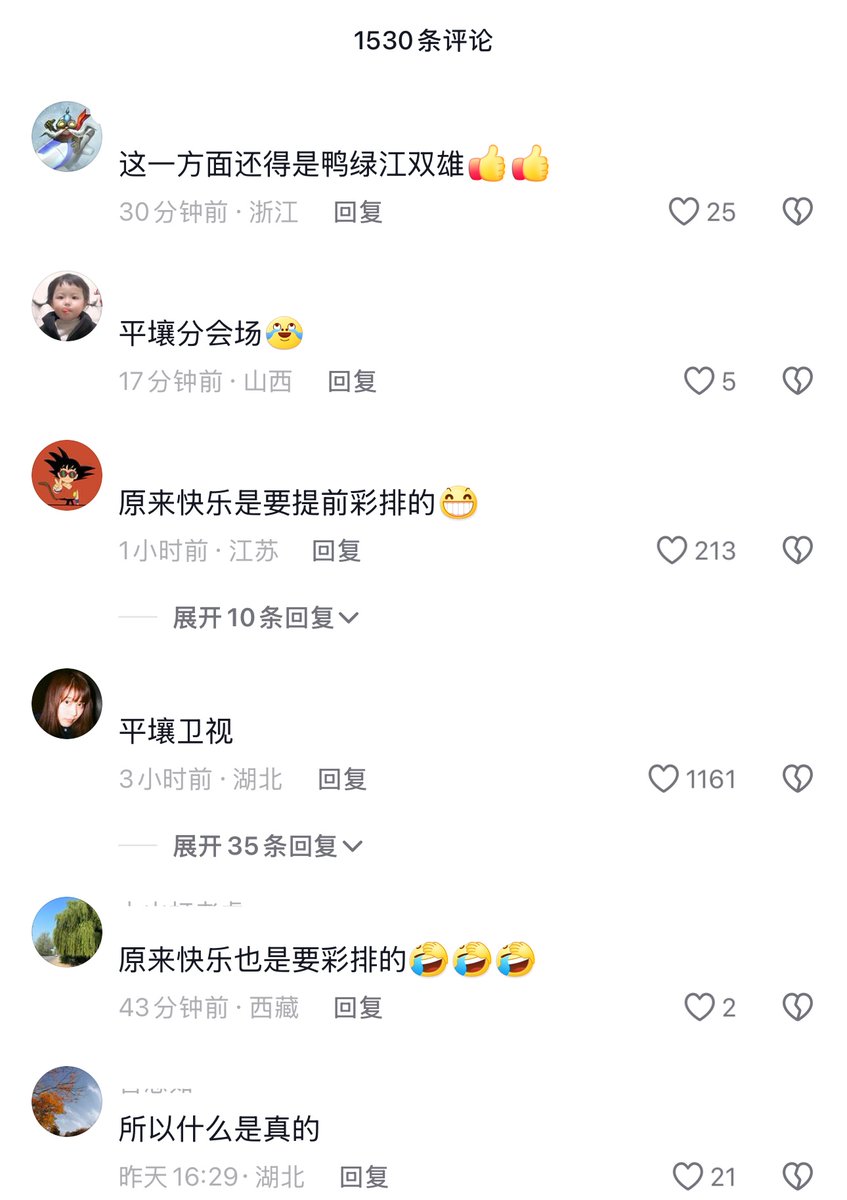 1530条评论
这一方面还得是鸭绿江双雄👍👍
30分钟前 · 浙江 回复 25
平壤分会场😂
17分钟前 · 山西 回复 5
原来快乐是要提前彩排的😁
1小时前 · 江苏 回复 213
展开10条回复
平壤卫视
3小时前 · 湖北 回复 1161
展开35条回复
原来快乐也是要彩排的🤣🤣🤣
43分钟前 · 西藏 回复 2
所以什么是真的
昨天16:29 · 湖北 回复 21